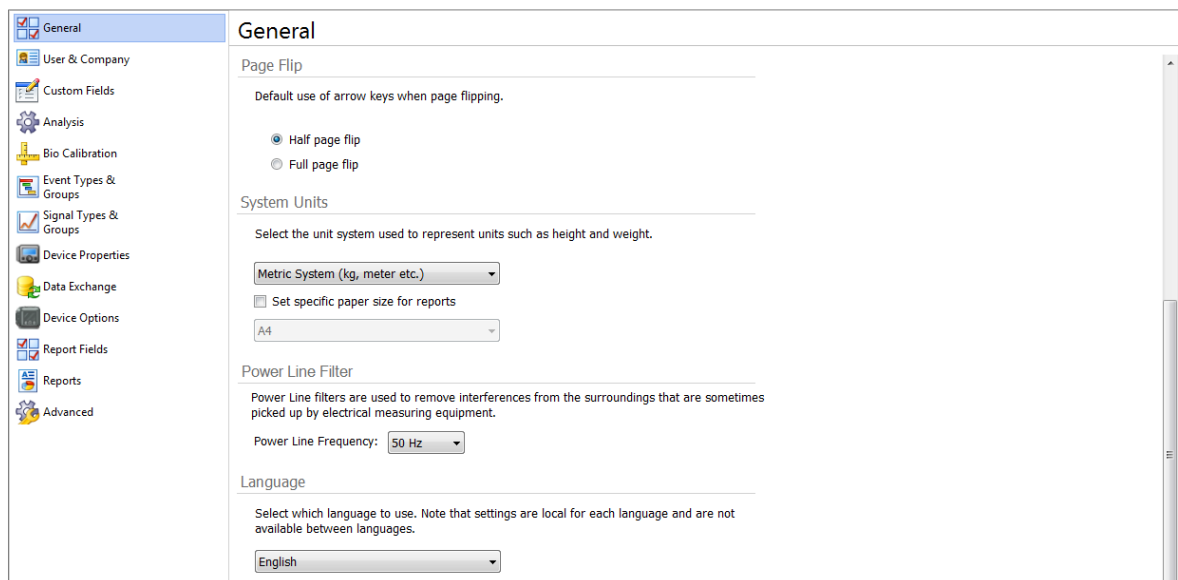 General
User & Company
Custom Fields
Analysis
Bio Calibration
Event Types &
Groups
Signal Types &
Groups
Device Properties
Data Exchange
Device Options
Report Fields
Reports
Advanced
General
Page Flip
Default use of arrow keys when page flipping.
Half page flip
Full page flip
System Units
Select the unit system used to represent units such as height and weight.
Metric System (kg, meter etc.)
Set specific paper size for reports
A4
Power Line Filter
Power Line filters are used to remove interferences from the surroundings that are sometimes
picked up by electrical measuring equipment.
Power Line Frequency: 50 Hz
Language
Select which language to use. Note that settings are local for each language and are not
available between languages.
English